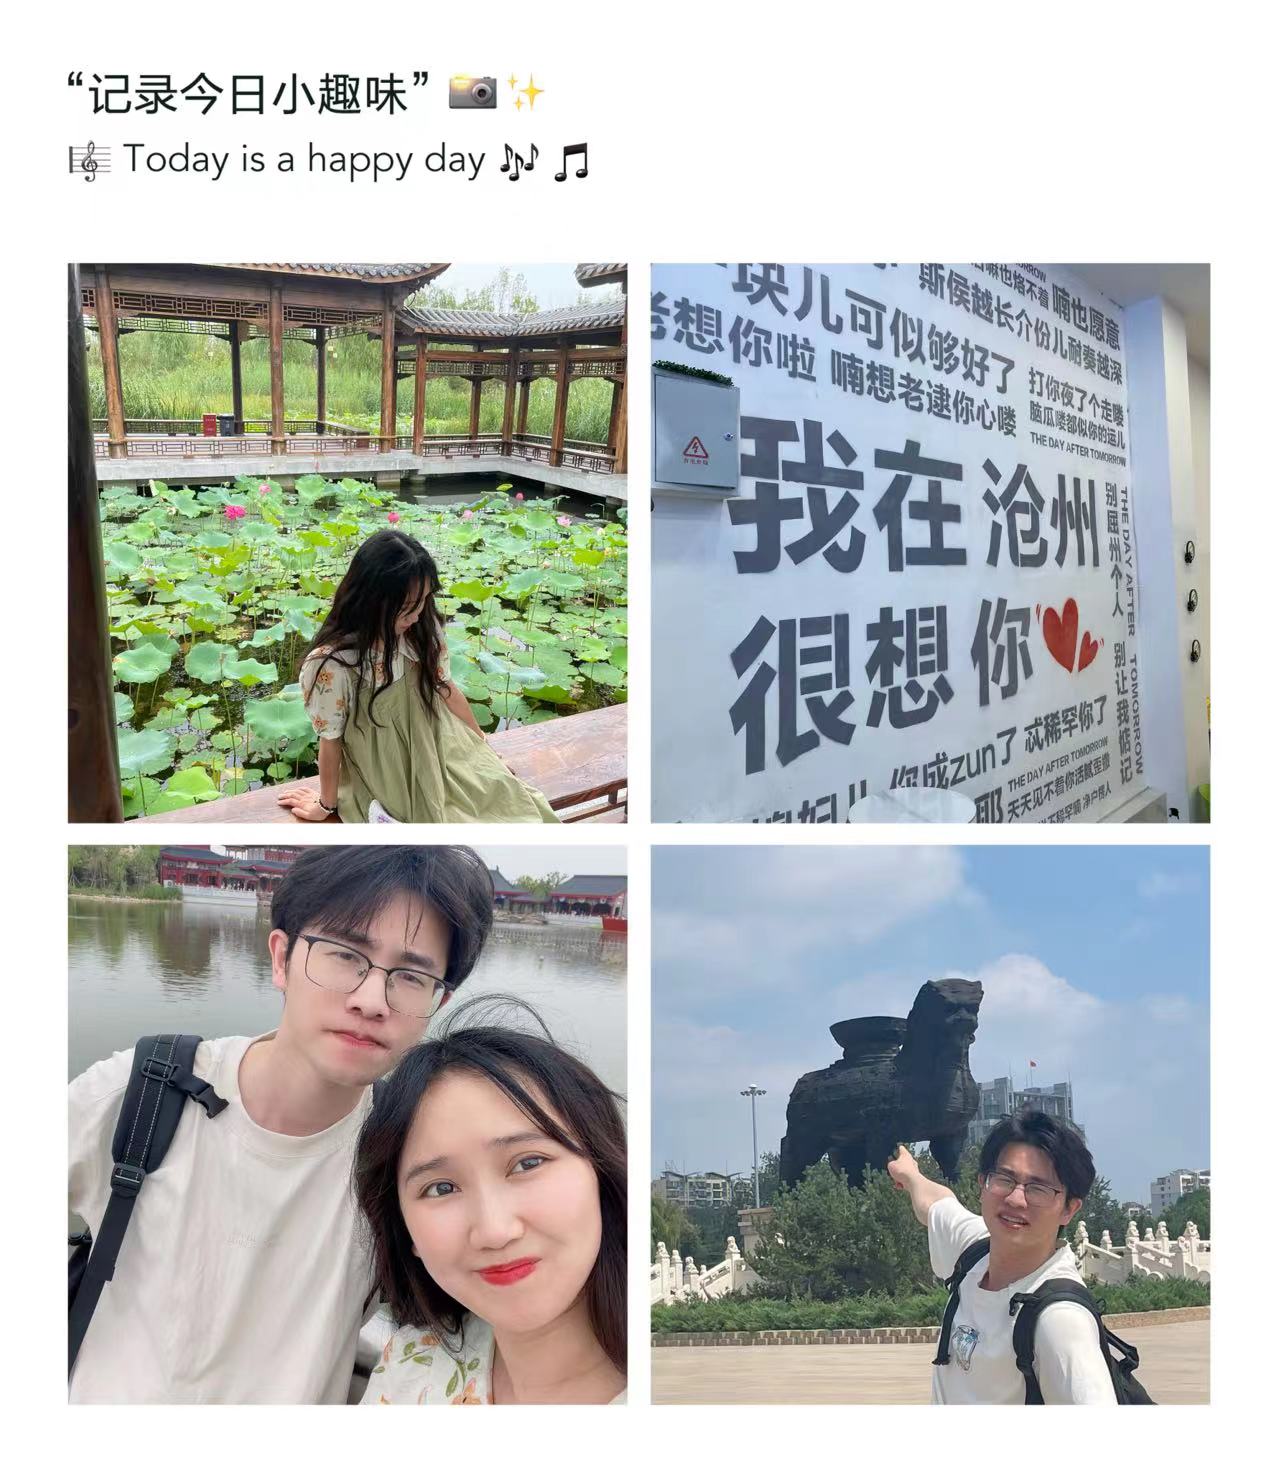 “记录今日小趣味”
Today is a happy day
斯侯越长介份儿耐奏越深
喃也愿意
块儿可似够好了
老想你啦 喃想老逮你心喽
打你夜了个走喽
脑瓜喽都似你的运儿
THE DAY AFTER TOMORROW
我在沧州
很想你
别屈州个人 别让我惦记
THE DAY AFTER TOMORROW
你成zun了 忒稀罕你了
THE DAY AFTER TOMORROW
天天见不着你活腻歪傲